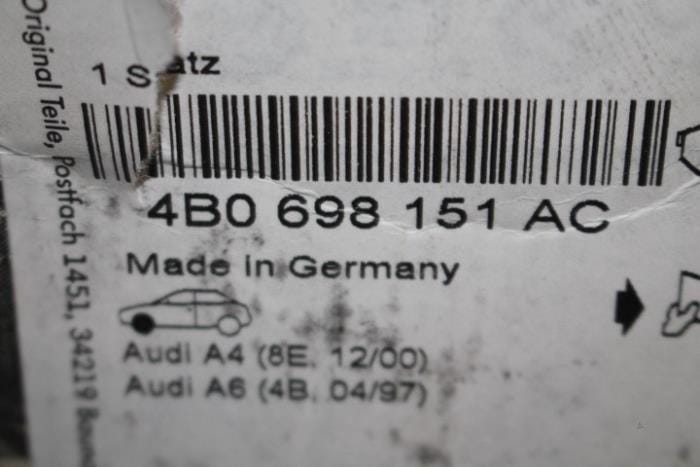 1 Satz
4B0 698 151 AC
Made in Germany
Audi A4 (8E, 12/00)
Audi A6 (4B, 04/97)
Original Teile, Postfach 1451, 34219